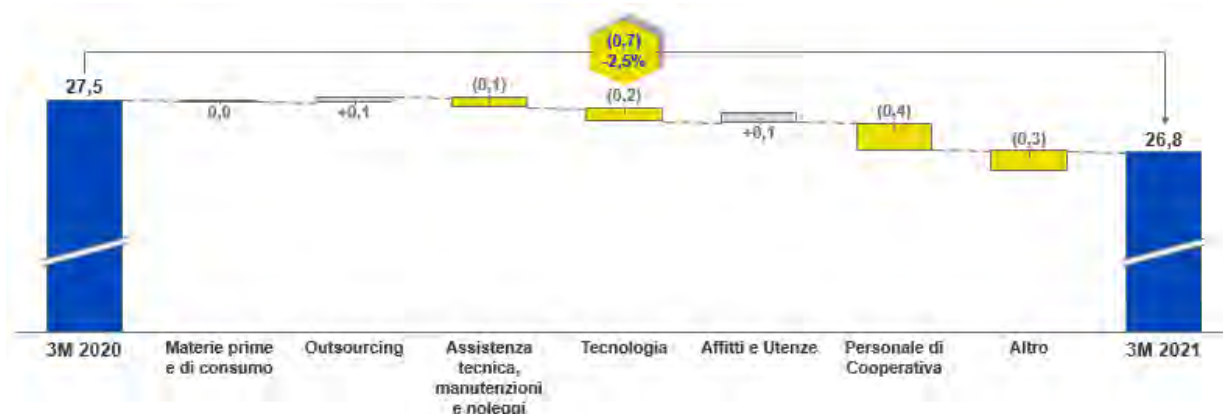 (0,7)
-2,5%
27,5
0,0
+0,1
(0,1)
(0,2)
+0,1
(0,4)
(0,3)
26,8
3M 2020
Materie prime
e di consumo
Outsourcing
Assistenza
tecnica,
manutenzioni
e noleggi
Tecnologia
Affitti e Utenze
Personale di
Cooperativa
Altro
3M 2021